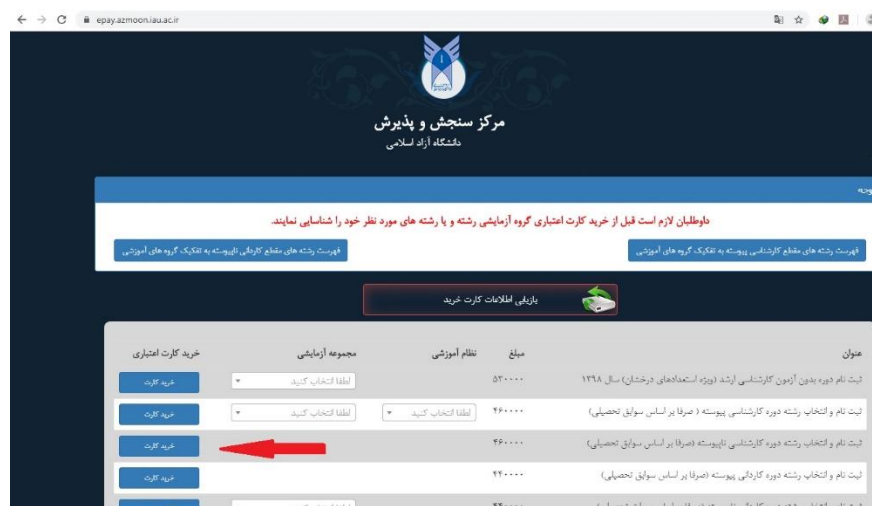 epay.azmoon.iau.ac.ir
مرکز سنجش و پذیرش
دانشگاه آزاد اسلامی
داوطلبان لازم است قبل از خرید کارت اعتباری گروه آزمایشی رشته و یا رشته های مورد نظر خود را شناسایی نمایند.
فهرست رشته های مقطع کارشناسی پیوسته به تفکیک گروه های آموزشی
فهرست رشته های مقطع کاردانی ناپیوسته به تفکیک گروه های آموزشی
بازیابی اطلاعات کارت خرید
عنوان مبلغ نظام آموزشی مجموعه آزمایشی خرید کارت اعتباری
ثبت نام دوره بدون آزمون کارشناسی ارشد (ویژه استعدادهای درخشان) سال ۱۳۹۸ ۵۳۰۰۰۰ لطفا انتخاب کنید خرید کارت
ثبت نام و انتخاب رشته دوره کارشناسی پیوسته ( صرفا بر اساس سوابق تحصیلی) ۴۶۰۰۰۰ لطفا انتخاب کنید لطفا انتخاب کنید خرید کارت
ثبت نام و انتخاب رشته دوره کارشناسی ناپیوسته (صرفا بر اساس سوابق تحصیلی) ۴۶۰۰۰۰ خرید کارت
ثبت نام و انتخاب رشته دوره کاردانی پیوسته (صرفا بر اساس سوابق تحصیلی) ۴۴۰۰۰۰ خرید کارت